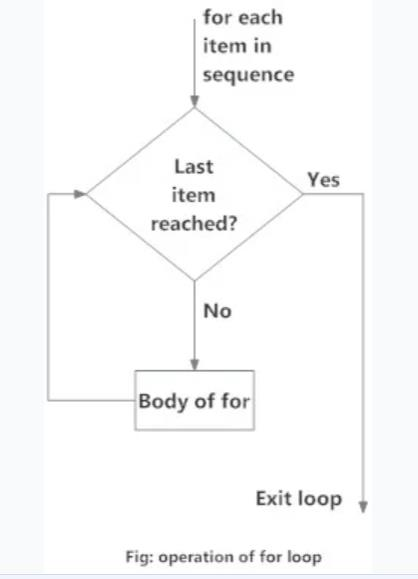 for each
item in
sequence
Last
item
reached?
Yes
No
Body of for
Exit loop
Fig: operation of for loop